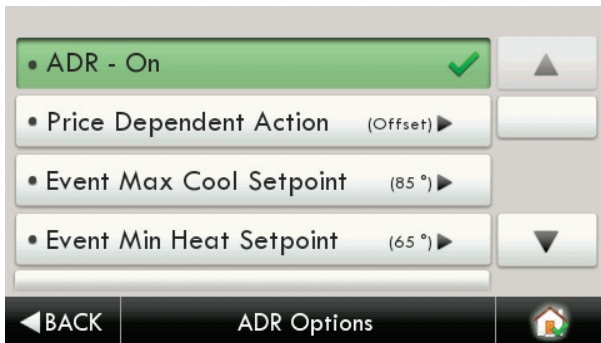 • ADR - On
• Price Dependent Action (Offset)
• Event Max Cool Setpoint (85 °)
• Event Min Heat Setpoint (65 °)
BACK ADR Options